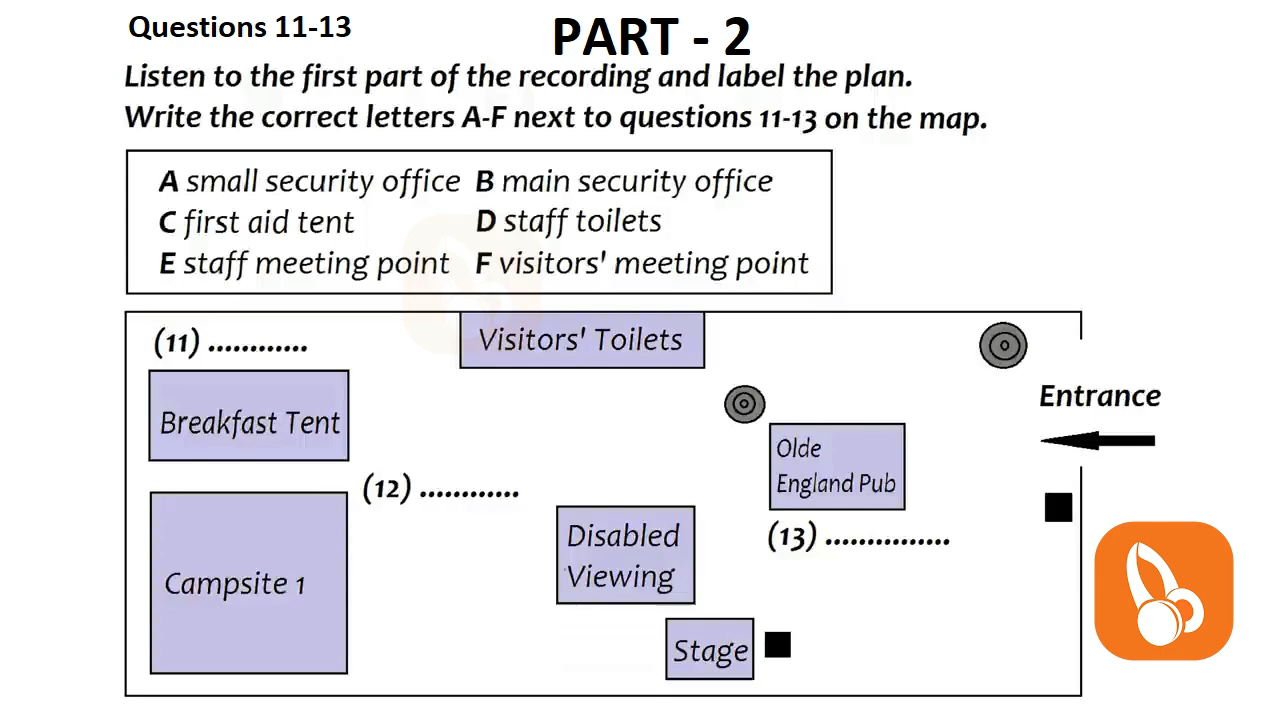 Questions 11-13
PART - 2
Listen to the first part of the recording and label the plan.
Write the correct letters A-F next to questions 11-13 on the map.
A small security office B main security office
C first aid tent D staff toilets
E staff meeting point F visitors' meeting point
(11) ............
Visitors' Toilets
Breakfast Tent
Entrance
Olde
England Pub
(12) ............
(13) ...............
Disabled
Viewing
Campsite 1
Stage